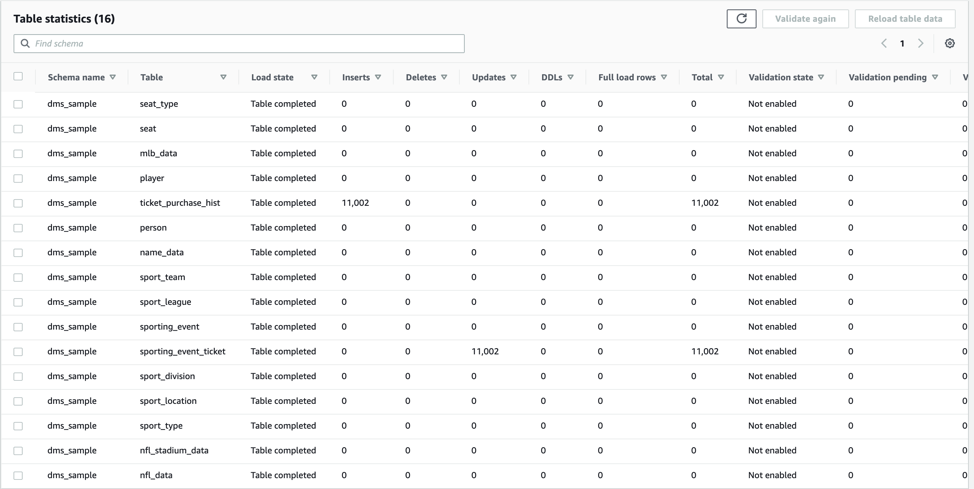 Table statistics (16)
Validate again
Reload table data
Find schema
1
Schema name Table Load state Inserts Deletes Updates DDLs Full load rows Total Validation state Validation pending V
dms_sample seat_type Table completed 0 0 0 0 0 0 Not enabled 0 0
dms_sample seat Table completed 0 0 0 0 0 0 Not enabled 0 0
dms_sample mlb_data Table completed 0 0 0 0 0 0 Not enabled 0 0
dms_sample player Table completed 0 0 0 0 0 0 Not enabled 0 0
dms_sample ticket_purchase_hist Table completed 11,002 0 0 0 0 11,002 Not enabled 0 0
dms_sample person Table completed 0 0 0 0 0 0 Not enabled 0 0
dms_sample name_data Table completed 0 0 0 0 0 0 Not enabled 0 0
dms_sample sport_team Table completed 0 0 0 0 0 0 Not enabled 0 0
dms_sample sport_league Table completed 0 0 0 0 0 0 Not enabled 0 0
dms_sample sporting_event Table completed 0 0 0 0 0 0 Not enabled 0 0
dms_sample sporting_event_ticket Table completed 0 0 11,002 0 0 11,002 Not enabled 0 0
dms_sample sport_division Table completed 0 0 0 0 0 0 Not enabled 0 0
dms_sample sport_location Table completed 0 0 0 0 0 0 Not enabled 0 0
dms_sample sport_type Table completed 0 0 0 0 0 0 Not enabled 0 0
dms_sample nfl_stadium_data Table completed 0 0 0 0 0 0 Not enabled 0 0
dms_sample nfl_data Table completed 0 0 0 0 0 0 Not enabled 0 0